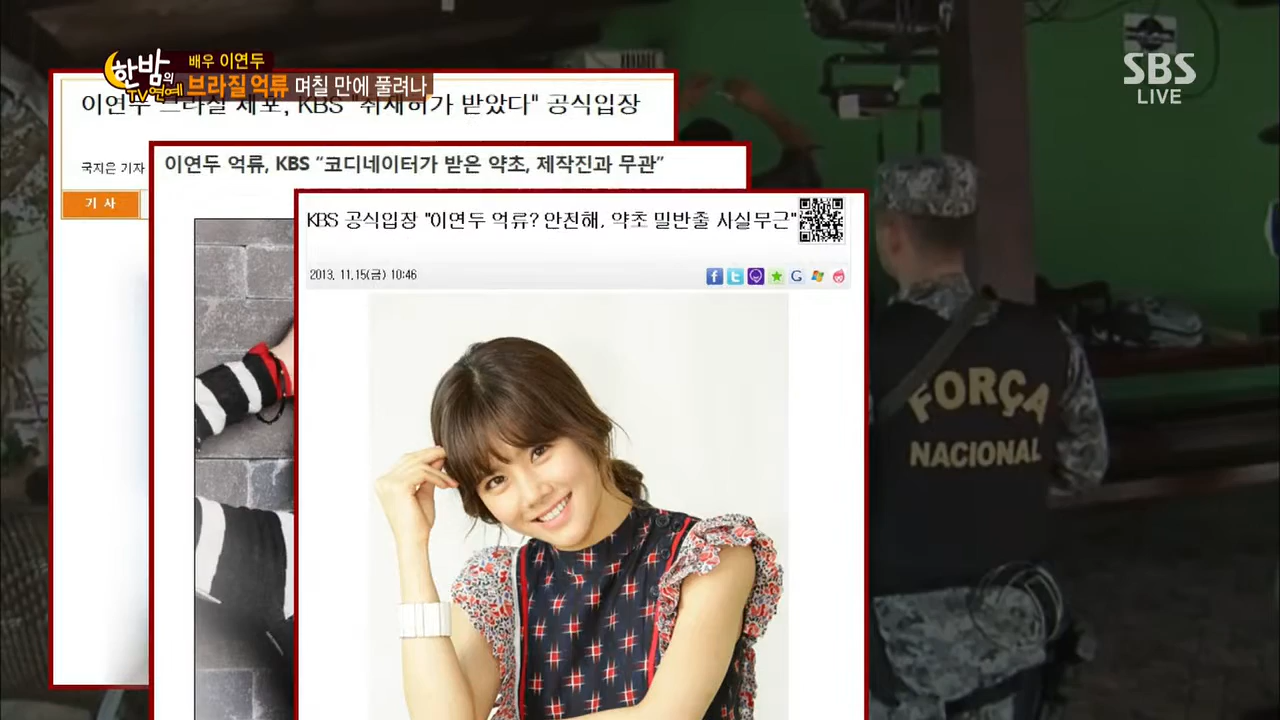 한밤의
TV연예
배우 이연두
브라질 억류 며칠 만에 풀려나
SBS
LIVE
이연두 브라질 체포, KBS "취재허가 받았다" 공식입장
국지은 기자
기 사
이연두 억류, KBS “코디네이터가 받은 약초, 제작진과 무관”
KBS 공식입장 "이연두 억류? 안진해, 약초 밀반출 사실무근"
2013. 11.15(금) 10:46
FORÇA
NACIONAL